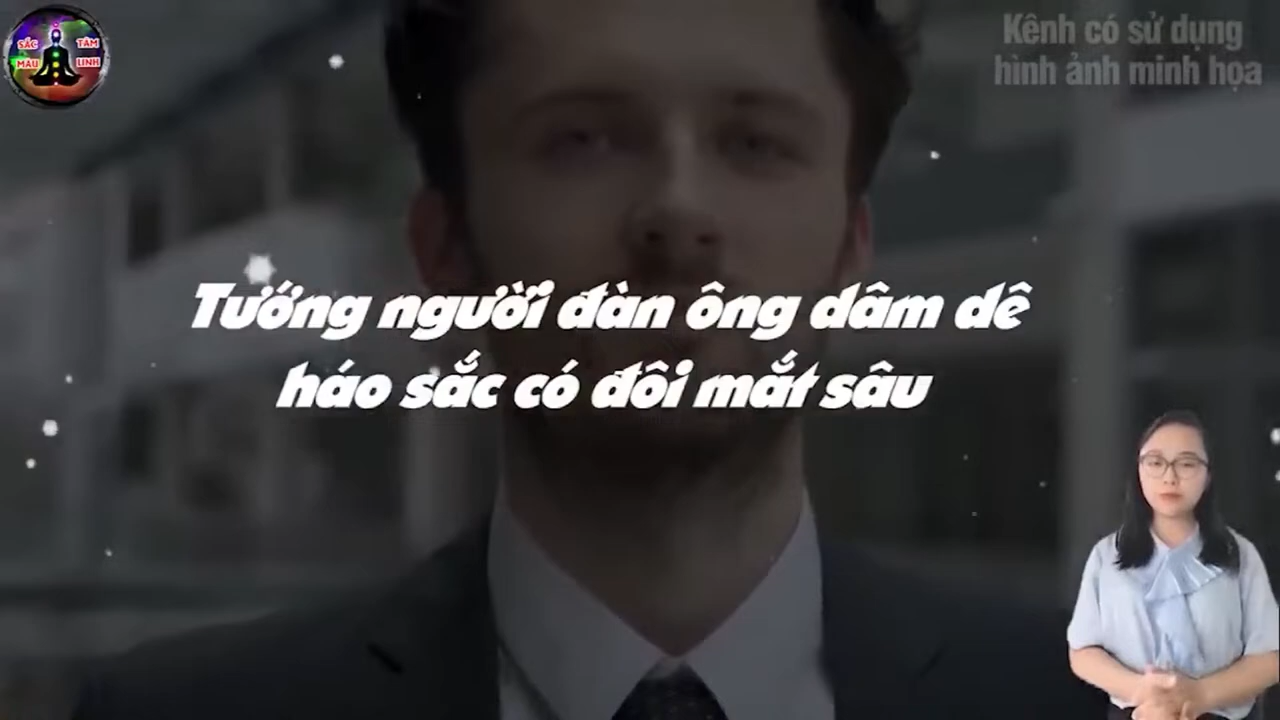 SẮC TÂM
MÀU LINH
Kênh có sử dụng
hình ảnh minh họa
Tướng người đàn ông dâm dê
háo sắc có đôi mắt sâu